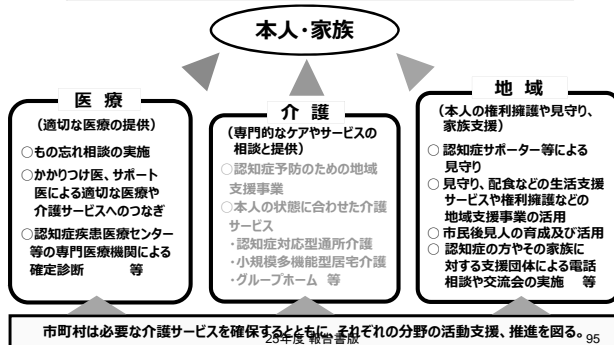 本人・家族
医 療
(適切な医療の提供)
○もの忘れ相談の実施
○かかりつけ医、サポート
医による適切な医療や
介護サービスへのつなぎ
○認知症疾患医療センター
等の専門医療機関による
確定診断 等
介 護
(専門的なケアやサービスの
相談と提供)
○認知症予防のための地域
支援事業
○本人の状態に合わせた介護
サービス
・認知症対応型通所介護
・小規模多機能型居宅介護
・グループホーム 等
地 域
(本人の権利擁護や見守り、
家族支援)
○ 認知症サポーター等による
見守り
○ 見守り、配食などの生活支援
サービスや権利擁護などの
地域支援事業の活用
○ 市民後見人の育成及び活用
○ 認知症の方やその家族に
対する支援団体による電話
相談や交流会の実施 等
市町村は必要な介護サービスを確保するとともに、それぞれの分野の活動支援、推進を図る。
25年度 報告書版
95